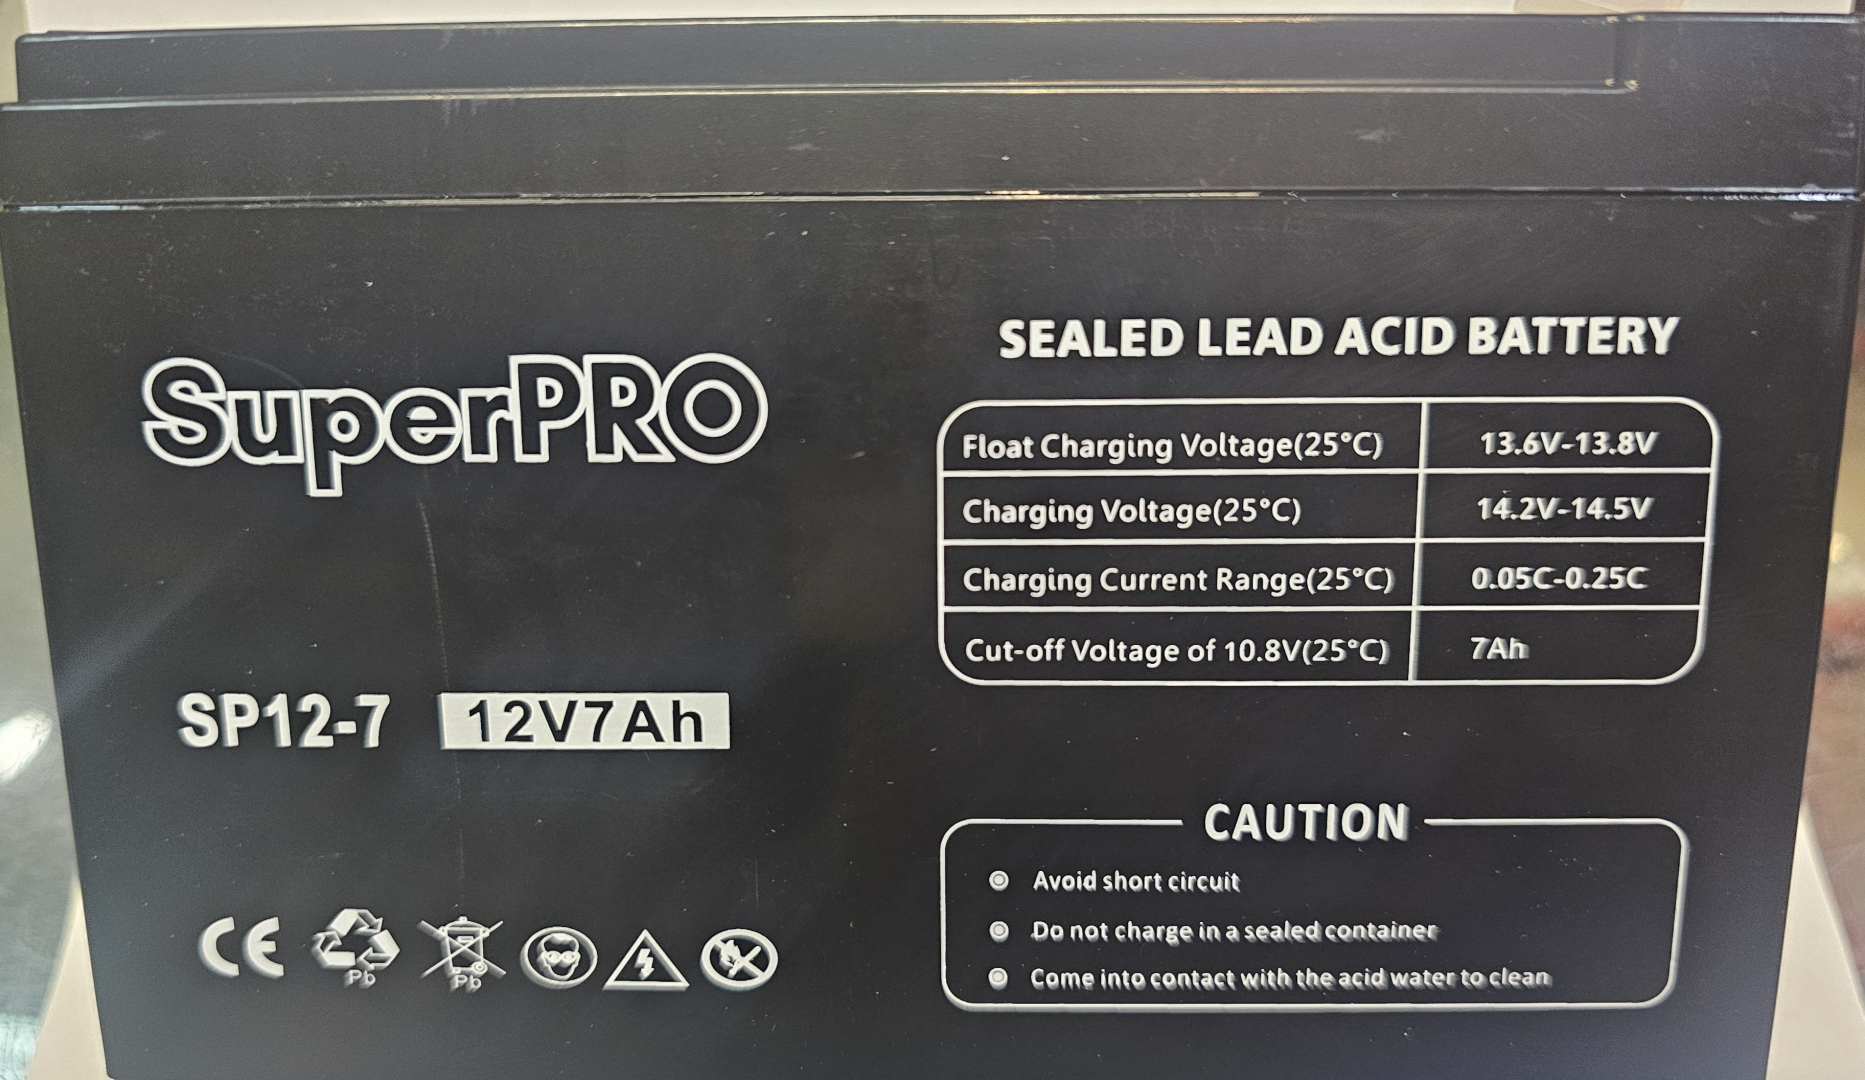 SuperPRO
SP12-7 12V7Ah
CE Pb Pb
SEALED LEAD ACID BATTERY
Float Charging Voltage(25°C) 13.6V-13.8V
Charging Voltage(25°C) 14.2V-14.5V
Charging Current Range(25°C) 0.05C-0.25C
Cut-off Voltage of 10.8V(25°C) 7Ah
CAUTION
Avoid short circuit
Do not charge in a sealed container
Come into contact with the acid water to clean